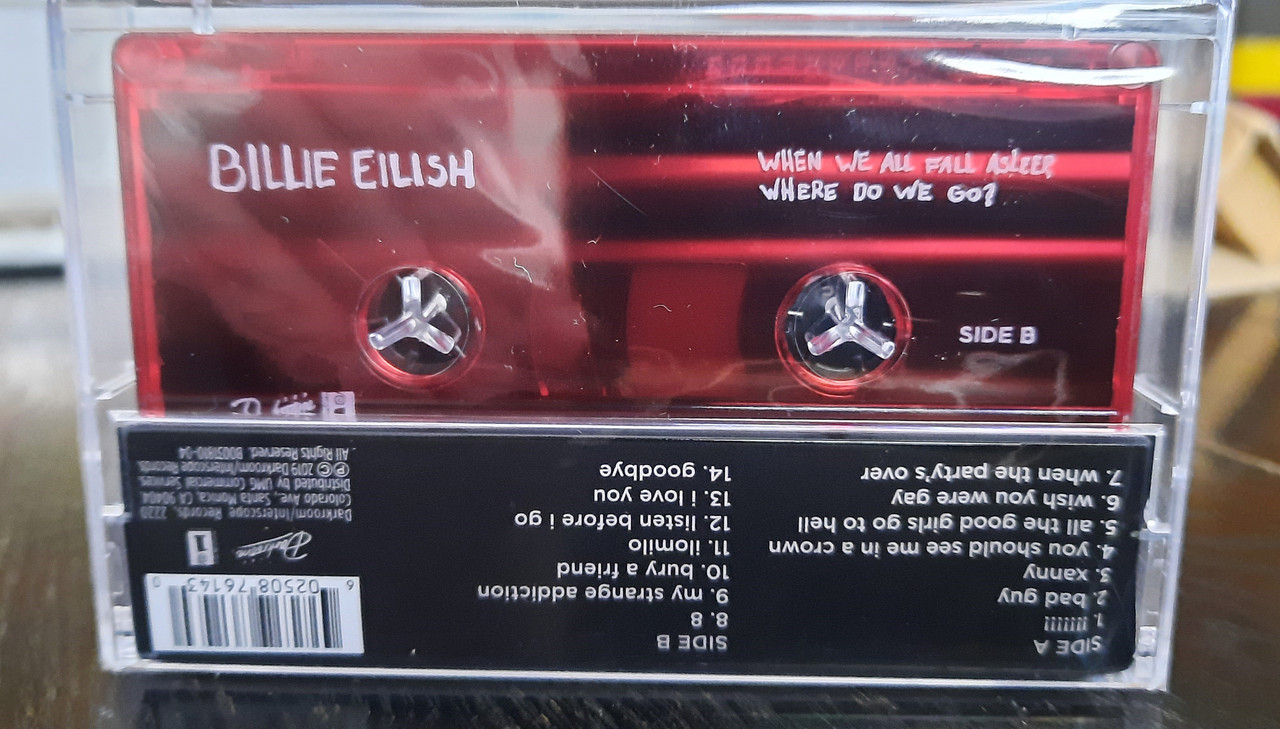 BILLIE EILISH
WHEN WE ALL FALL ASLEEP,
WHERE DO WE GO?
SIDE B
SIDE A
1. !!!!!!!
2. bad guy
3. xanny
4. you should see me in a crown
5. all the good girls go to hell
6. wish you were gay
7. when the party's over
SIDE B
8. 8
9. my strange addiction
10. bury a friend
11. ilomilo
12. listen before i go
13. i love you
14. goodbye
6 02508 76143 0
Darkroom
Darkroom/Interscope Records, 2220
Colorado Ave., Santa Monica, CA 90404
Distributed by UMG Commercial Services.
℗ © 2019 Darkroom/Interscope Records
All Rights Reserved.